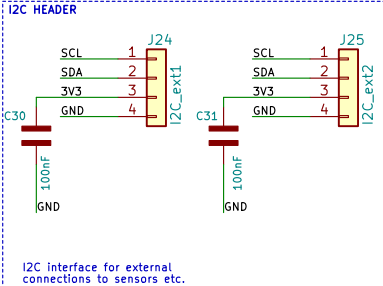 I2C HEADER
J24
SCL 1
SDA 2
3V3 3
GND 4
I2C_ext1
C30
100nF
GND
J25
SCL 1
SDA 2
3V3 3
GND 4
I2C_ext2
C31
100nF
GND
I2C interface for external
connections to sensors etc.